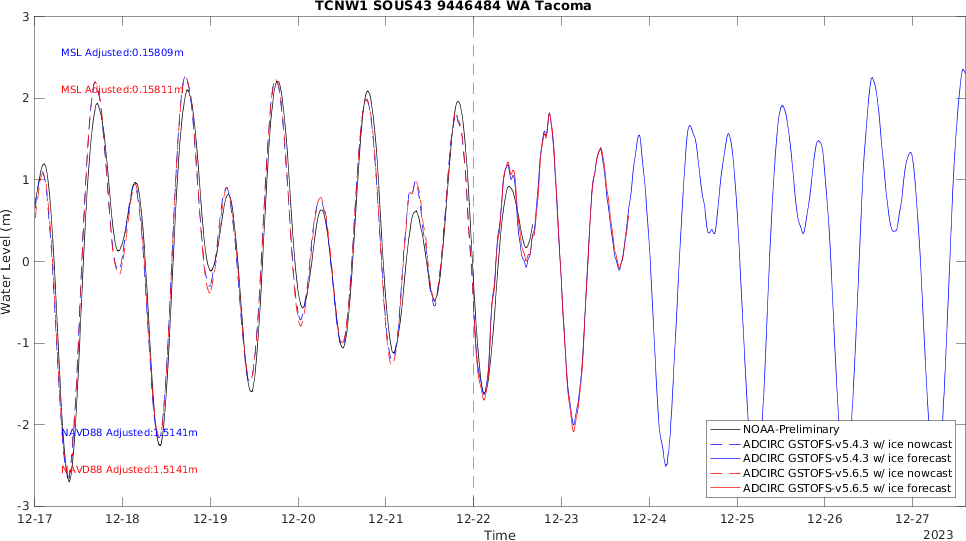 TCNW1 SOUS43 9446484 WA Tacoma
3
2
1
0
-1
-2
-3
Water Level (m)
MSL Adjusted:0.15809m
MSL Adjusted:0.15811m
NAVD88 Adjusted:1.5141m
NAVD88 Adjusted:1.5141m
NOAA-Preliminary
ADCIRC GSTOFS-v5.4.3 w/ ice nowcast
ADCIRC GSTOFS-v5.4.3 w/ ice forecast
ADCIRC GSTOFS-v5.6.5 w/ ice nowcast
ADCIRC GSTOFS-v5.6.5 w/ ice forecast
12-17 12-18 12-19 12-20 12-21 12-22 12-23 12-24 12-25 12-26 12-27
Time
2023